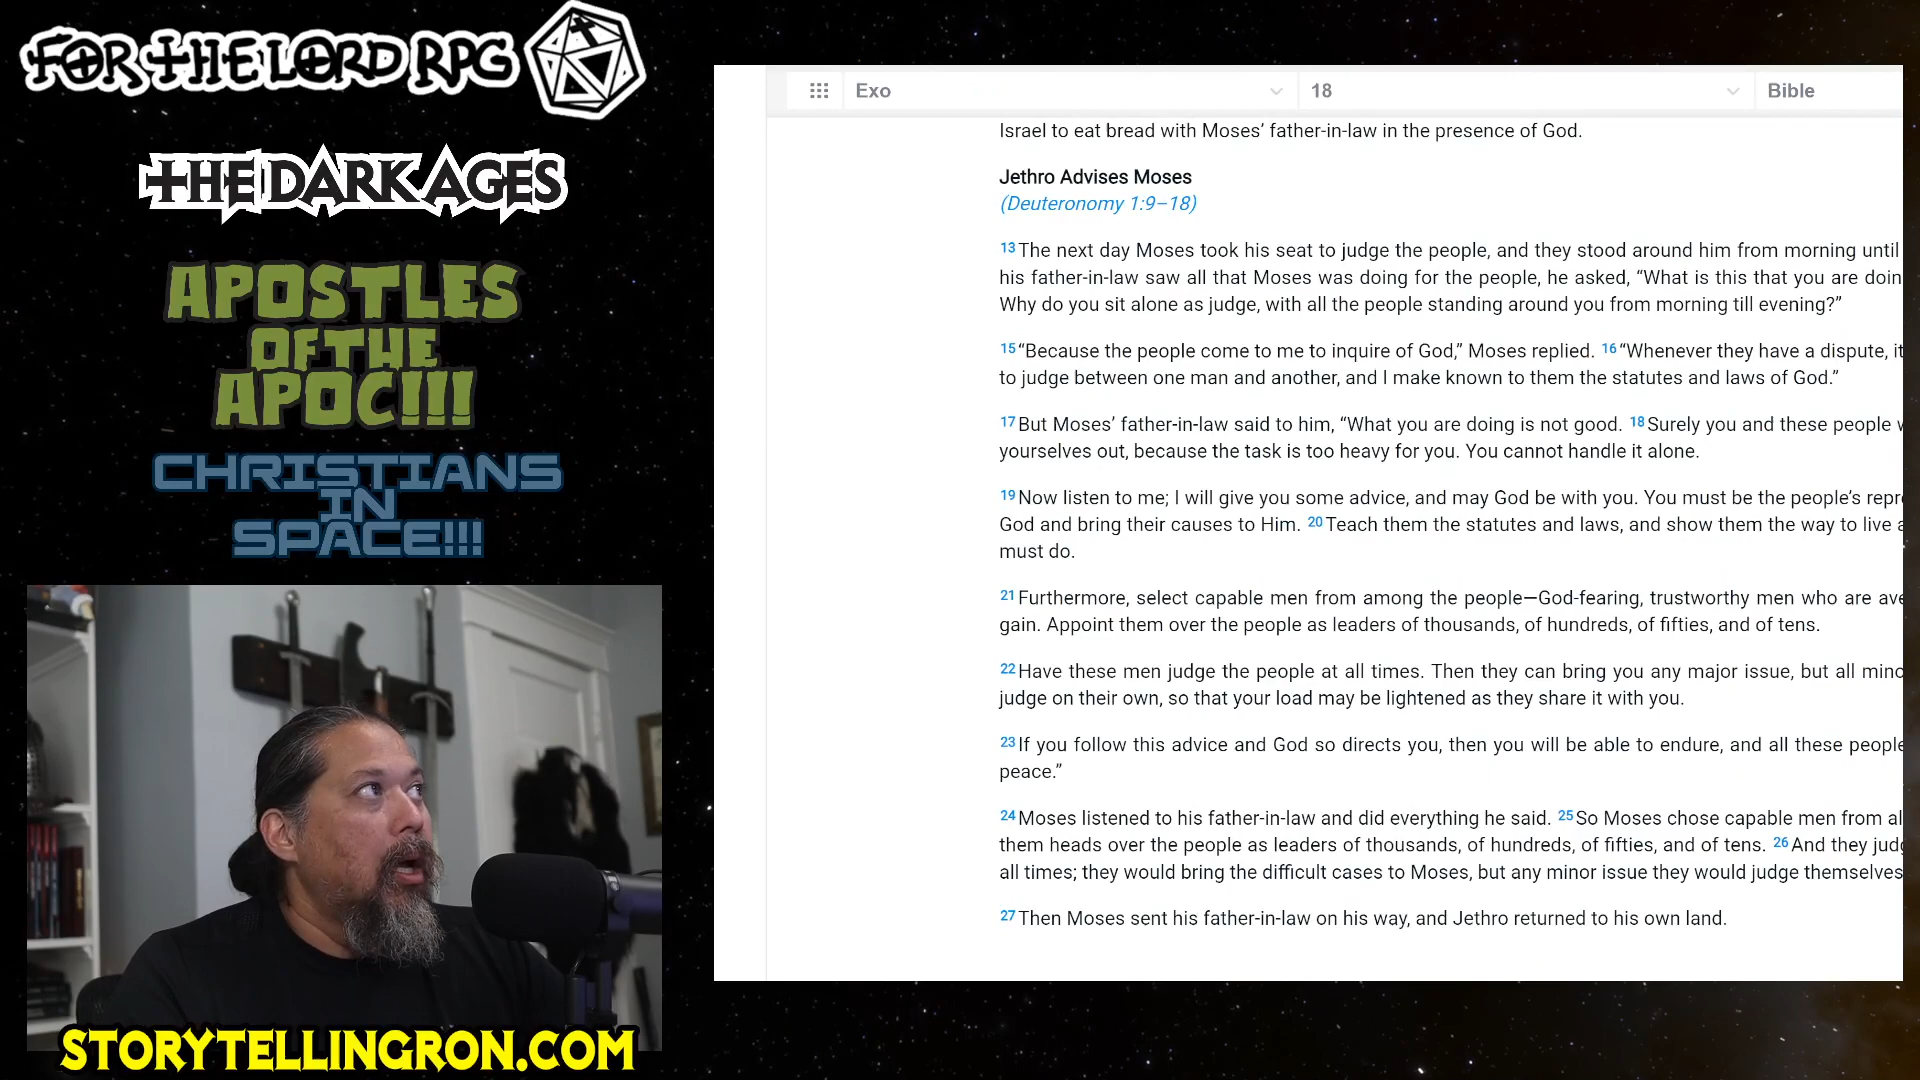 FOR THE LORD RPG
THE DARK AGES
APOSTLES
OF THE
APOC!!!
CHRISTIANS
IN
SPACE!!!
STORYTELLINGRON.COM
Exo 18 Bible
Israel to eat bread with Moses’ father-in-law in the presence of God.
Jethro Advises Moses
(Deuteronomy 1:9–18)
13 The next day Moses took his seat to judge the people, and they stood around him from morning until
his father-in-law saw all that Moses was doing for the people, he asked, “What is this that you are doin
Why do you sit alone as judge, with all the people standing around you from morning till evening?”
15 “Because the people come to me to inquire of God,” Moses replied. 16 “Whenever they have a dispute, it
to judge between one man and another, and I make known to them the statutes and laws of God.”
17 But Moses’ father-in-law said to him, “What you are doing is not good. 18 Surely you and these people w
yourselves out, because the task is too heavy for you. You cannot handle it alone.
19 Now listen to me; I will give you some advice, and may God be with you. You must be the people’s repr
God and bring their causes to Him. 20 Teach them the statutes and laws, and show them the way to live a
must do.
21 Furthermore, select capable men from among the people—God-fearing, trustworthy men who are ave
gain. Appoint them over the people as leaders of thousands, of hundreds, of fifties, and of tens.
22 Have these men judge the people at all times. Then they can bring you any major issue, but all mino
judge on their own, so that your load may be lightened as they share it with you.
23 If you follow this advice and God so directs you, then you will be able to endure, and all these people
peace.”
24 Moses listened to his father-in-law and did everything he said. 25 So Moses chose capable men from al
them heads over the people as leaders of thousands, of hundreds, of fifties, and of tens. 26 And they judg
all times; they would bring the difficult cases to Moses, but any minor issue they would judge themselves
27 Then Moses sent his father-in-law on his way, and Jethro returned to his own land.